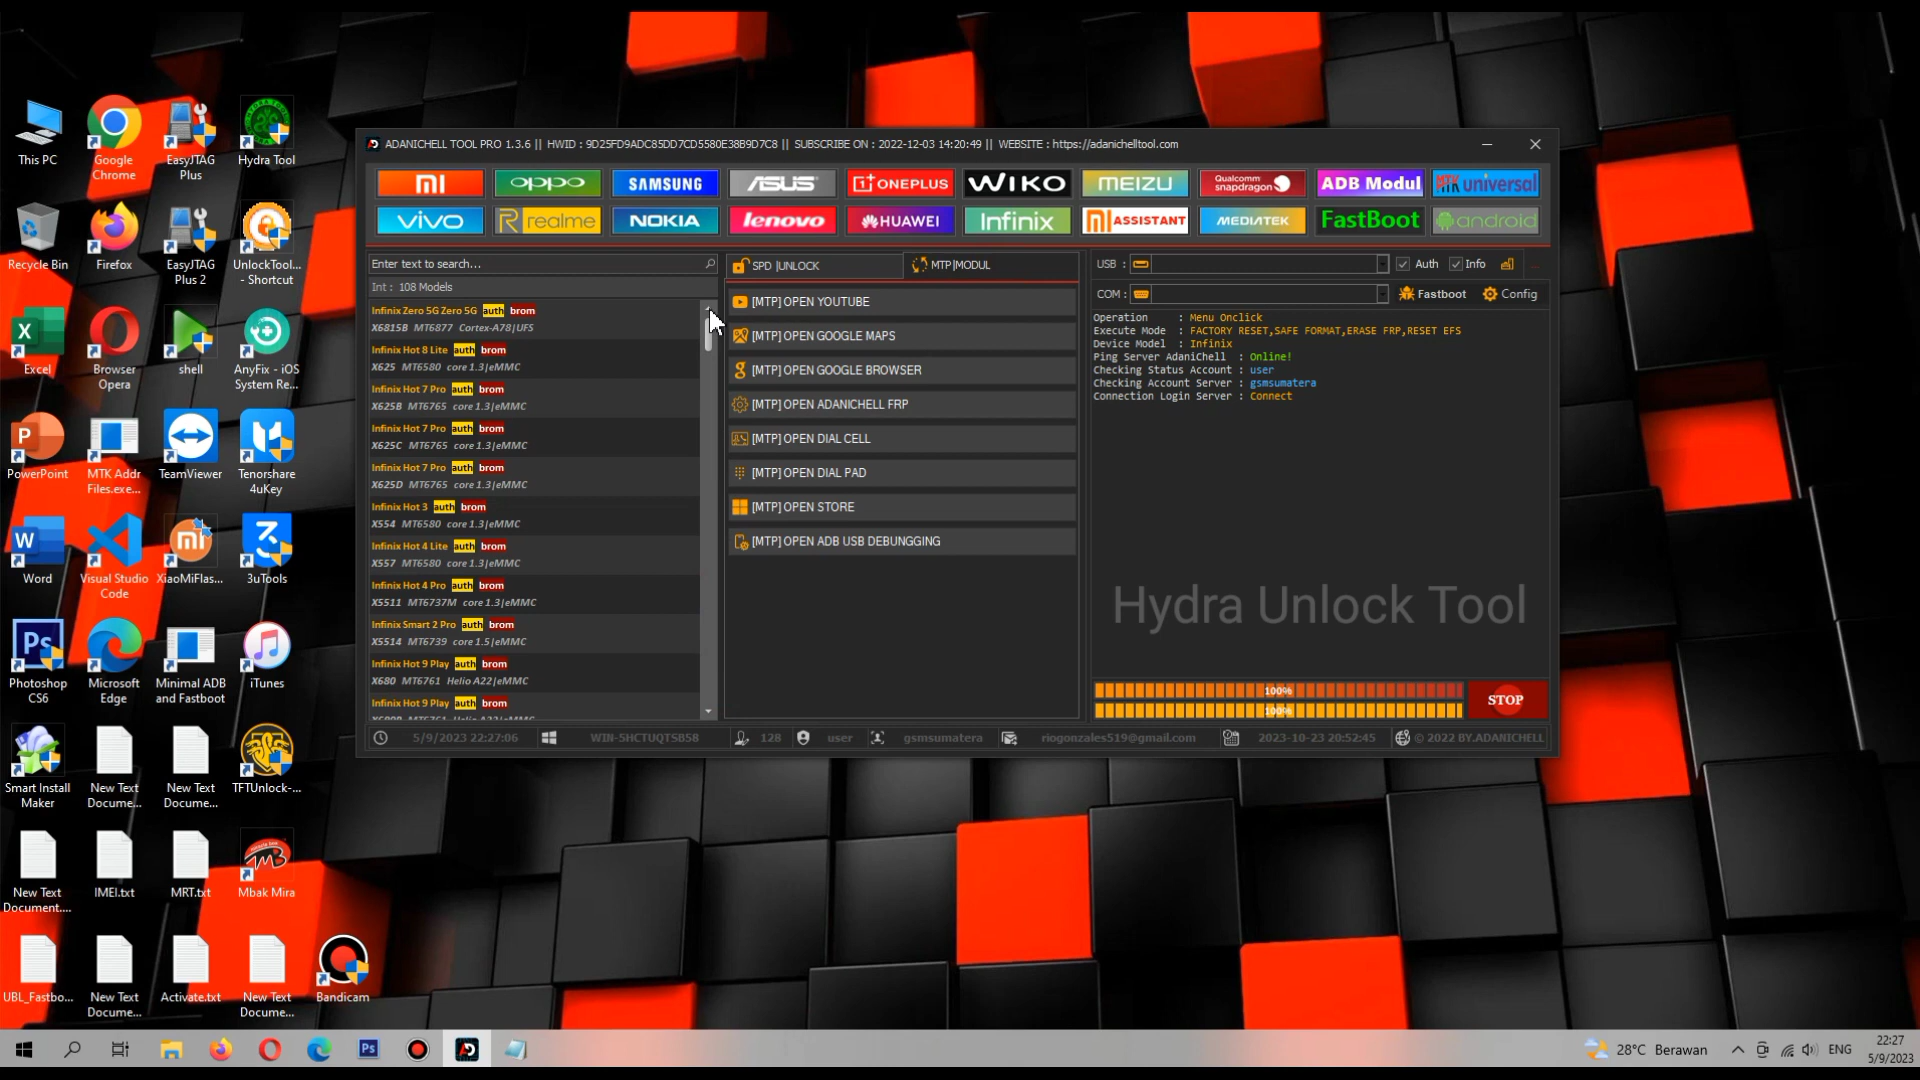 This PC
Google Chrome
EasyJTAG Plus
Hydra Tool
Recycle Bin
Firefox
EasyJTAG Plus 2
UnlockTool... - Shortcut
Excel
Browser Opera
shell
AnyFix - iOS System Re...
PowerPoint
MTK Addr Files.exe...
TeamViewer
Tenorshare 4uKey
Word
Visual Studio Code
XiaoMiFlas...
3uTools
Photoshop CS6
Microsoft Edge
Minimal ADB and Fastboot
iTunes
Smart Install Maker
New Text Docume...
New Text Docume...
TFTUnlock-...
New Text Document....
IMEI.txt
MRT.txt
Mbak Mira
UBL_Fastbo...
New Text Docume...
Activate.txt
New Text Docume...
Bandicam
ADANICHELL TOOL PRO 1.3.6 || HWID : 9D25FD9ADC85DD7CD5580E38B9D7C8 || SUBSCRIBE ON : 2022-12-03 14:20:49 || WEBSITE : https://adanichelltool.com
mi oppo SAMSUNG ASUS ONEPLUS WIKO MEIZU Qualcomm snapdragon ADB Modul MTK universal
vivo realme NOKIA lenovo HUAWEI Infinix mi ASSISTANT MEDIATEK FastBoot android
Enter text to search...
Int : 108 Models
Infinix Zero 5G Zero 5G auth brom
X6815B MT6877 Cortex-A78|UFS
Infinix Hot 8 Lite auth brom
X625 MT6580 core 1.3|eMMC
Infinix Hot 7 Pro auth brom
X625B MT6765 core 1.3|eMMC
Infinix Hot 7 Pro auth brom
X625C MT6765 core 1.3|eMMC
Infinix Hot 7 Pro auth brom
X625D MT6765 core 1.3|eMMC
Infinix Hot 3 auth brom
X554 MT6580 core 1.3|eMMC
Infinix Hot 4 Lite auth brom
X557 MT6580 core 1.3|eMMC
Infinix Hot 4 Pro auth brom
X5511 MT6737M core 1.3|eMMC
Infinix Smart 2 Pro auth brom
X5514 MT6739 core 1.5|eMMC
Infinix Hot 9 Play auth brom
X680 MT6761 Helio A22|eMMC
Infinix Hot 9 Play auth brom
SPD |UNLOCK
MTP|MODUL
[MTP] OPEN YOUTUBE
[MTP] OPEN GOOGLE MAPS
[MTP] OPEN GOOGLE BROWSER
[MTP] OPEN ADANICHELL FRP
[MTP] OPEN DIAL CELL
[MTP] OPEN DIAL PAD
[MTP] OPEN STORE
[MTP] OPEN ADB USB DEBUNGGING
USB : Auth Info
COM : Fastboot Config
Operation : Menu Onclick
Execute Mode : FACTORY RESET,SAFE FORMAT,ERASE FRP,RESET EFS
Device Model : Infinix
Ping Server AdaniChell : Online!
Checking Status Account : user
Checking Account Server : gsmsumatera
Connection Login Server : Connect
Hydra Unlock Tool
100%
100%
STOP
5/9/2023 22:27:06 WIN-5HCTUQTSB58 128 user gsmsumatera riogonzales519@gmail.com 2023-10-23 20:52:45 © 2022 BY.ADANICHELL
28°C Berawan ENG 22:27
5/9/2023